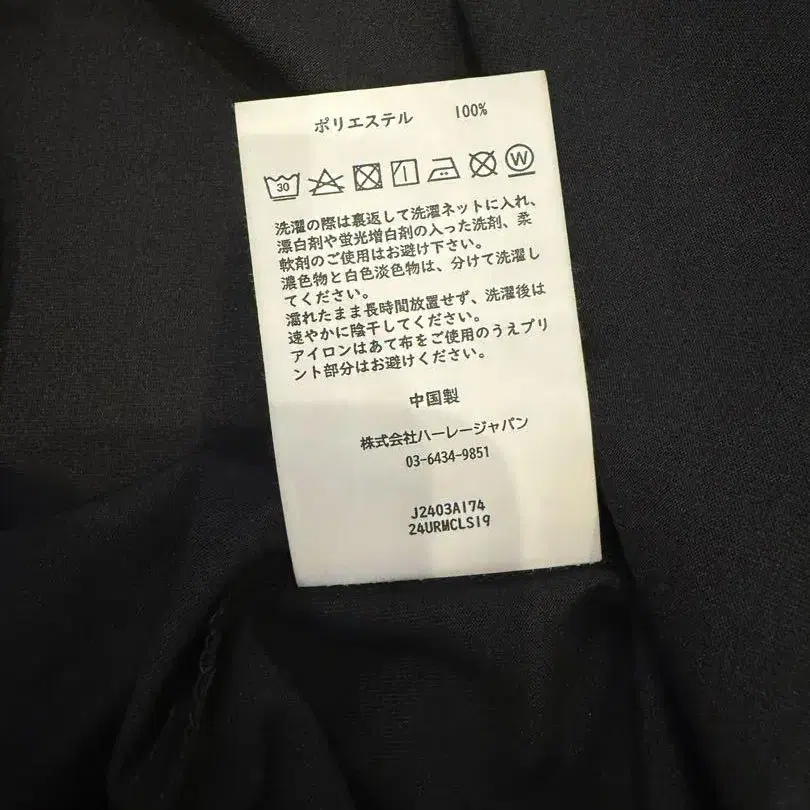 ポリエステル 100%
30
W
洗濯の際は裏返して洗濯ネットに入れ、
漂白剤や蛍光増白剤の入った洗剤、柔
軟剤のご使用はお避け下さい。
濃色物と白色淡色物は、分けて洗濯し
てください。
濡れたまま長時間放置せず、洗濯後は
速やかに陰干してください。
アイロンはあて布をご使用のうえプリ
ント部分はお避けください。
中国製
株式会社ハーレージャパン
03-6434-9851
J2403A174
24URMCLS19